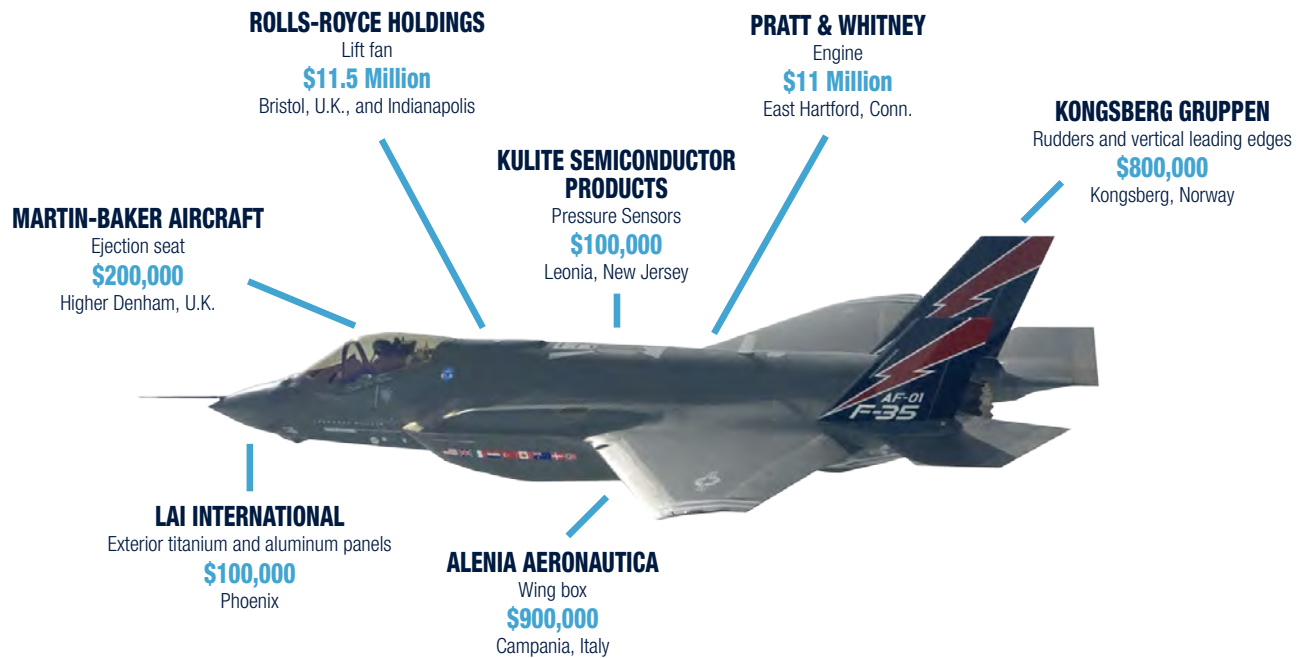 ROLLS-ROYCE HOLDINGS
Lift fan
$11.5 Million
Bristol, U.K., and Indianapolis
PRATT & WHITNEY
Engine
$11 Million
East Hartford, Conn.
KONGSBERG GRUPPEN
Rudders and vertical leading edges
$800,000
Kongsberg, Norway
KULITE SEMICONDUCTOR
PRODUCTS
Pressure Sensors
$100,000
Leonia, New Jersey
MARTIN-BAKER AIRCRAFT
Ejection seat
$200,000
Higher Denham, U.K.
AF-01
F-35
LAI INTERNATIONAL
Exterior titanium and aluminum panels
$100,000
Phoenix
ALENIA AERONAUTICA
Wing box
$900,000
Campania, Italy